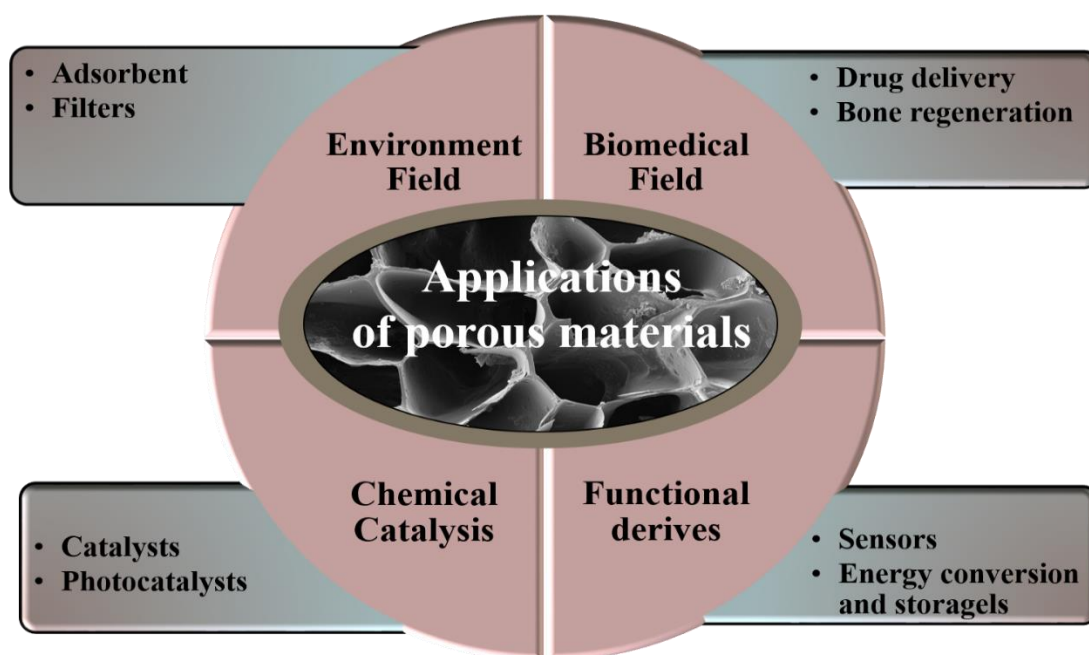 • Adsorbent
• Filters
Environment
Field
Biomedical
Field
• Drug delivery
• Bone regeneration
Applications
of porous materials
• Catalysts
• Photocatalysts
Chemical
Catalysis
Functional
derives
• Sensors
• Energy conversion
and storagels